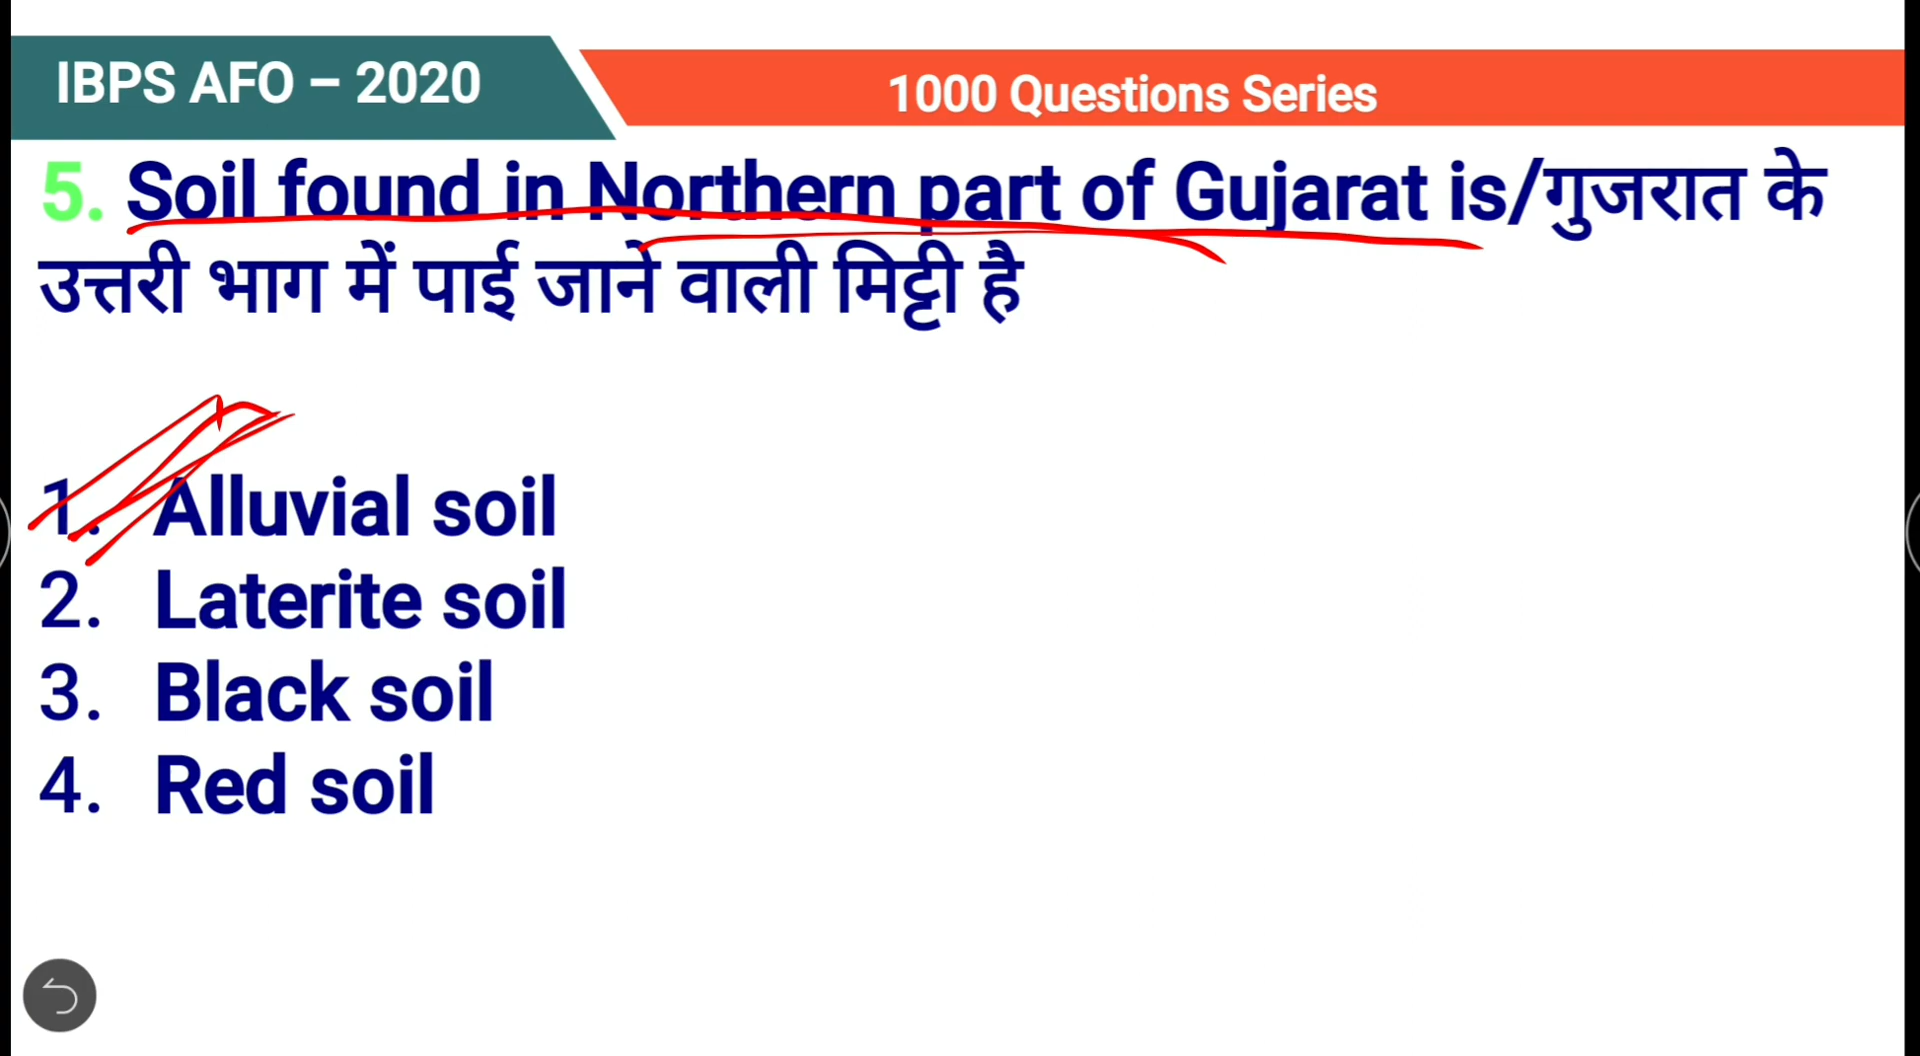 IBPS AFO – 2020
1000 Questions Series
5. Soil found in Northern part of Gujarat is/गुजरात के
उत्तरी भाग में पाई जाने वाली मिट्टी है
1. Alluvial soil
2. Laterite soil
3. Black soil
4. Red soil